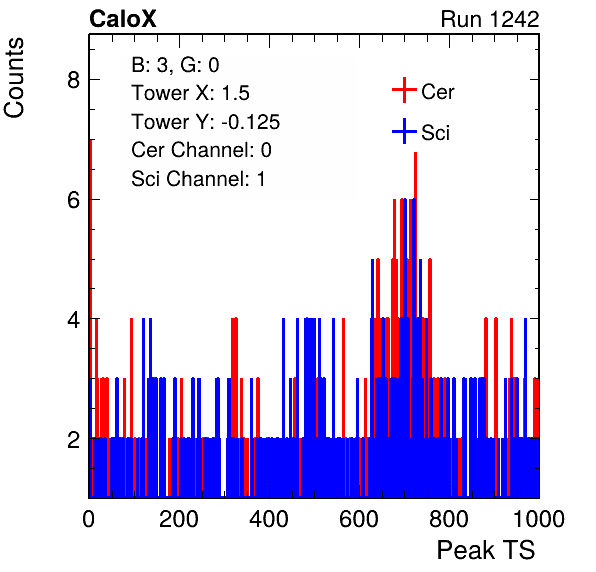 CaloX Run 1242
Counts
B: 3, G: 0
Tower X: 1.5
Tower Y: -0.125
Cer Channel: 0
Sci Channel: 1
Cer
Sci
8
6
4
2
0 200 400 600 800 1000
Peak TS